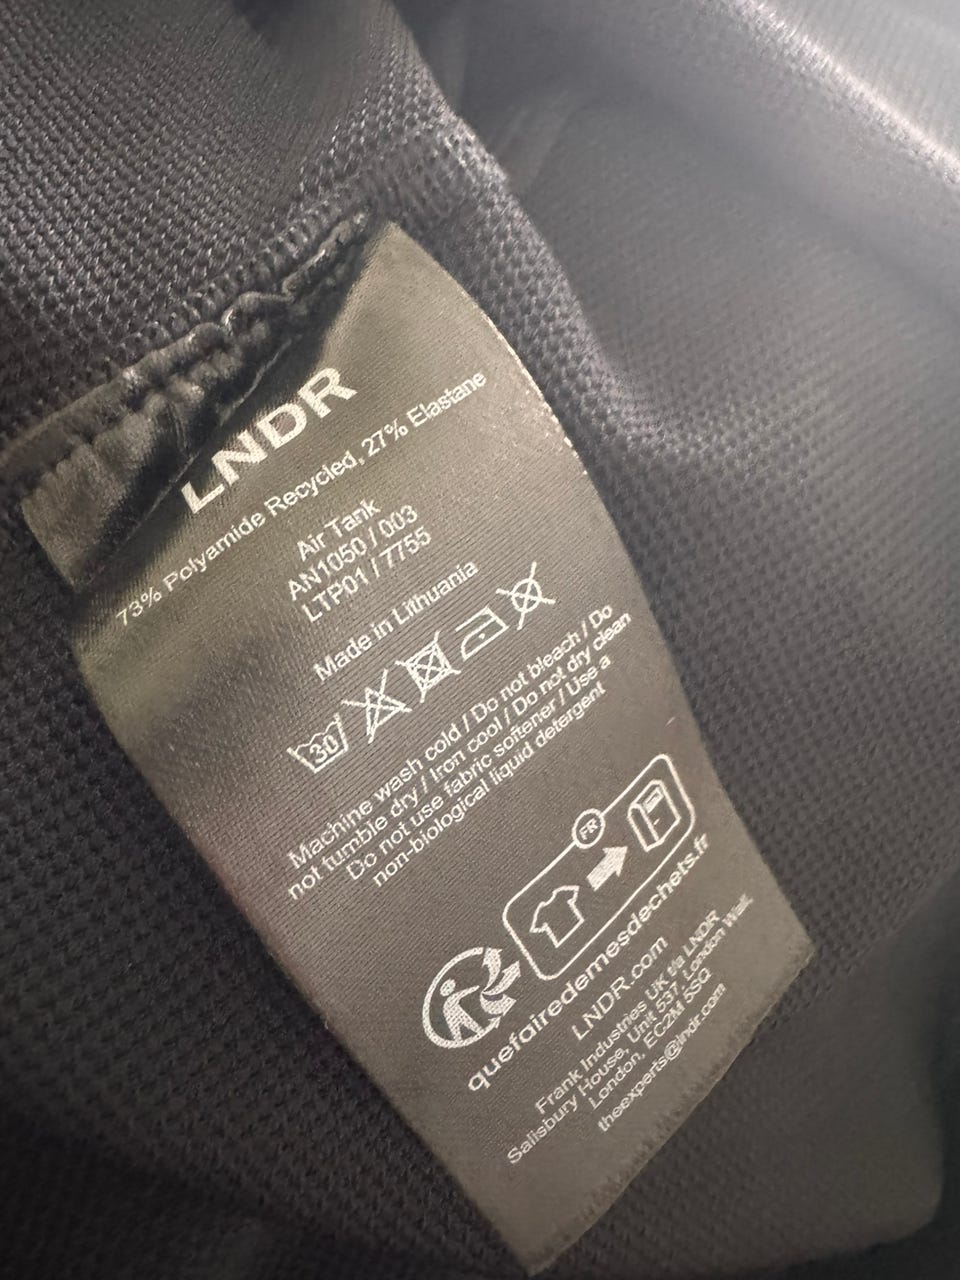 LNDR
73% Polyamide Recycled, 27% Elastane
Air Tank
AN1050 / 003
LTP01 / 7755
Made in Lithuania
30
Machine wash cold / Do not bleach / Do
not tumble dry / Iron cool / Do not dry clean
Do not use fabric softener / Use a
non-biological liquid detergent
FR
quefairedemesdechets.fr
LNDR.com
Frank Industries UK t/a LNDR
Salisbury House, Unit 537, London Wall,
London, EC2M 5SQ
theexperts@lndr.com